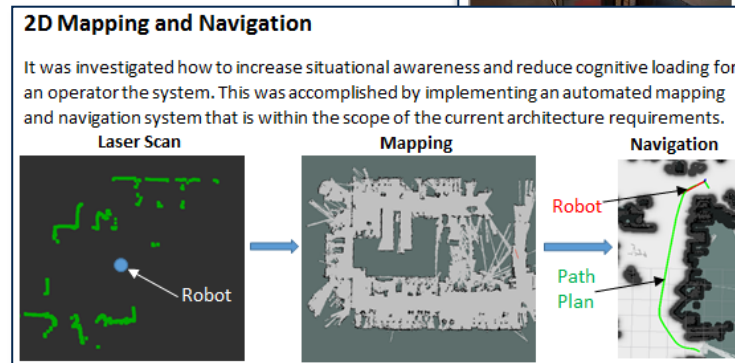 2D Mapping and Navigation
It was investigated how to increase situational awareness and reduce cognitive loading for
an operator the system. This was accomplished by implementing an automated mapping
and navigation system that is within the scope of the current architecture requirements.
Laser Scan
Mapping
Navigation
Robot
Robot
Path
Plan